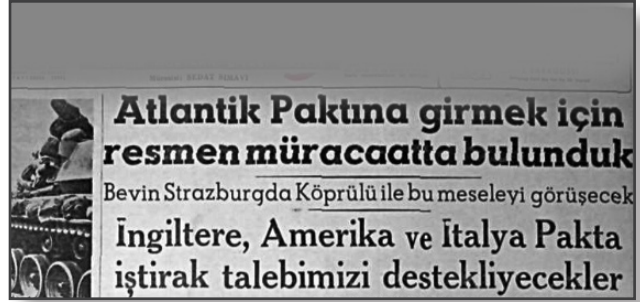 Atlantik Paktına girmek için
resmen müracaatta bulunduk
Bevin Strazburgda Köprülü ile bu meseleyi görüşecek
İngiltere, Amerika ve İtalya Pakta
iştirak talebimizi destekliyecekler